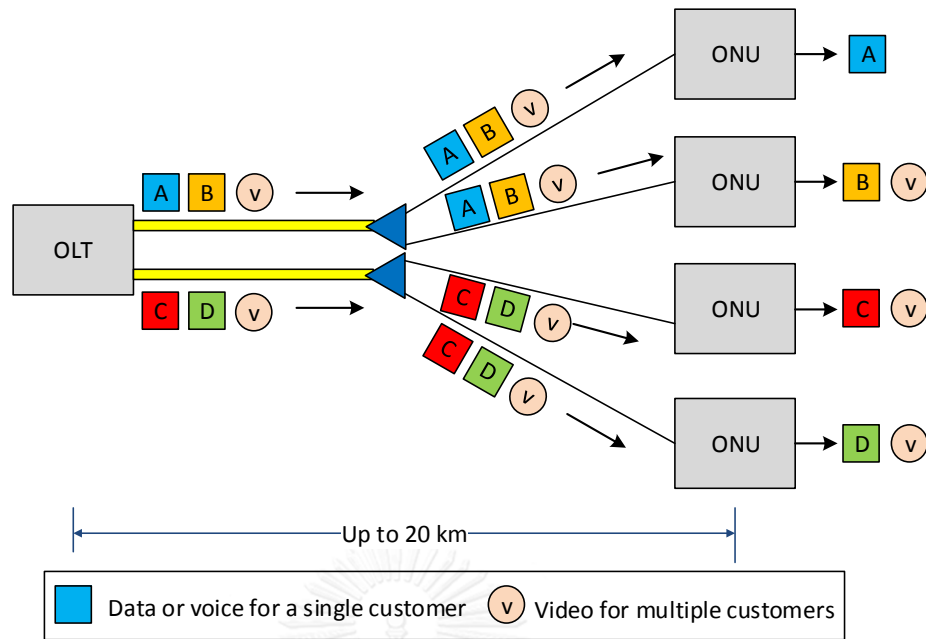 ONU A
A B v
A B v
ONU B v
A B v
OLT
C D v
C D v
ONU C v
C D v
ONU D v
Up to 20 km
Data or voice for a single customer v Video for multiple customers